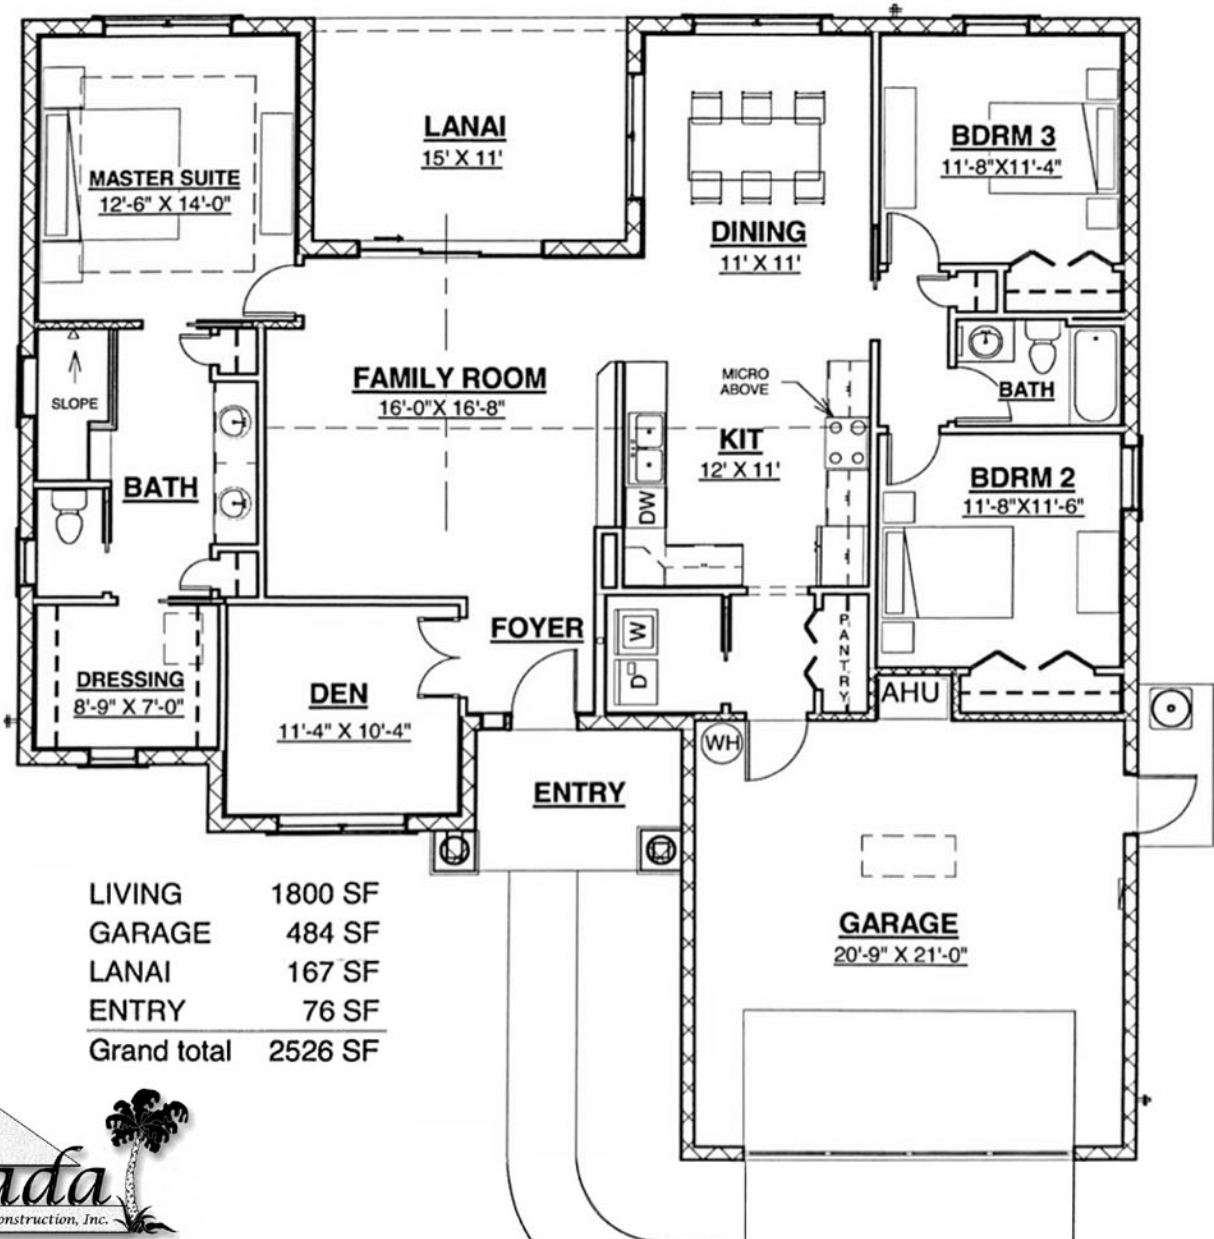 MASTER SUITE
12'-6" X 14'-0"
LANAI
15' X 11'
DINING
11' X 11'
BDRM 3
11'-8"X11'-4"
SLOPE
FAMILY ROOM
16'-0"X 16'-8"
MICRO
ABOVE
KIT
12' X 11'
BATH
BATH
BDRM 2
11'-8"X11'-6"
DW
FOYER
W
D
PANTRY
AHU
DRESSING
8'-9" X 7'-0"
DEN
11'-4" X 10'-4"
WH
ENTRY
GARAGE
20'-9" X 21'-0"
LIVING 1800 SF
GARAGE 484 SF
LANAI 167 SF
ENTRY 76 SF
Grand total 2526 SF
ada
onstruction, Inc.